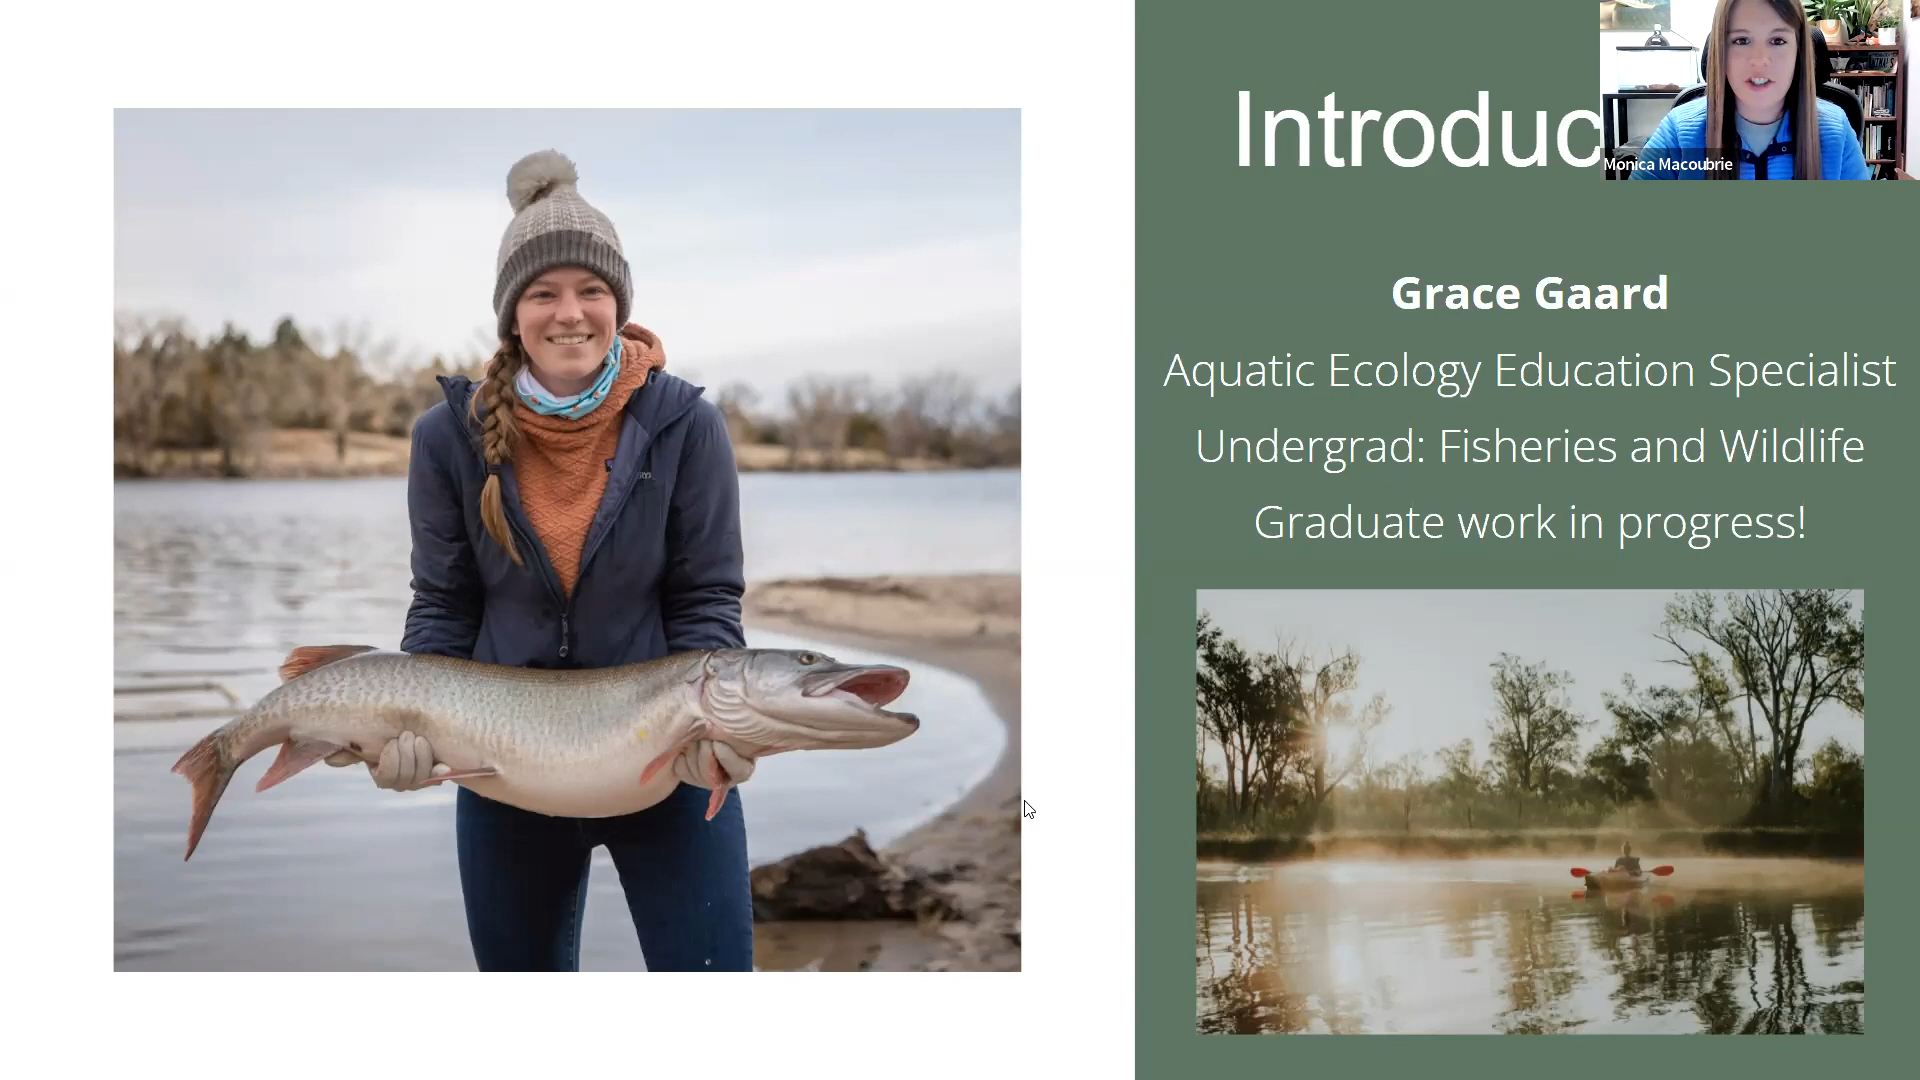 Introduc
Monica Macoubrie
Grace Gaard
Aquatic Ecology Education Specialist
Undergrad: Fisheries and Wildlife
Graduate work in progress!